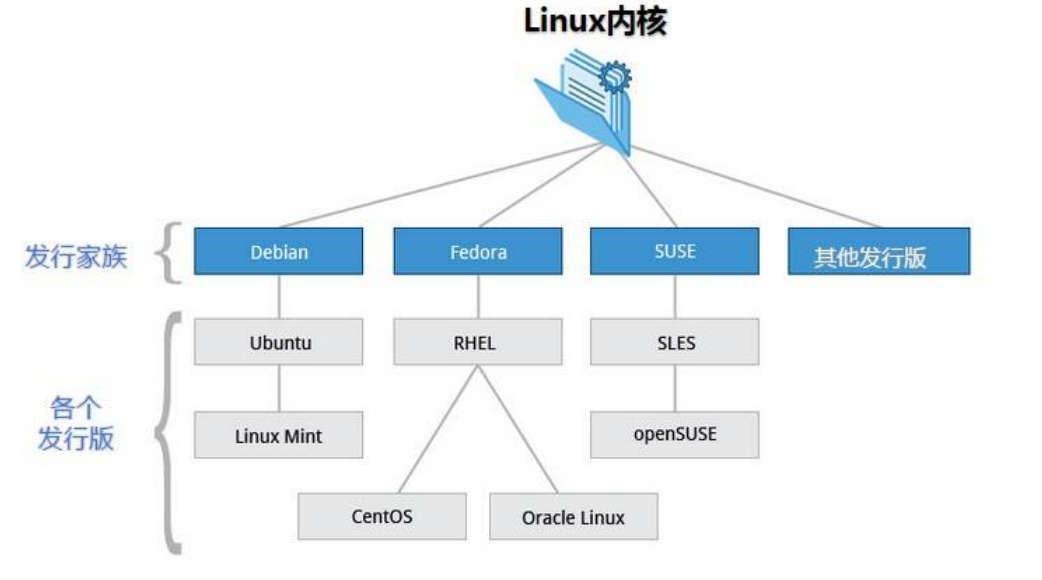 Linux内核
发行家族
Debian
Fedora
SUSE
其他发行版
各个
发行版
Ubuntu
RHEL
SLES
Linux Mint
openSUSE
CentOS
Oracle Linux